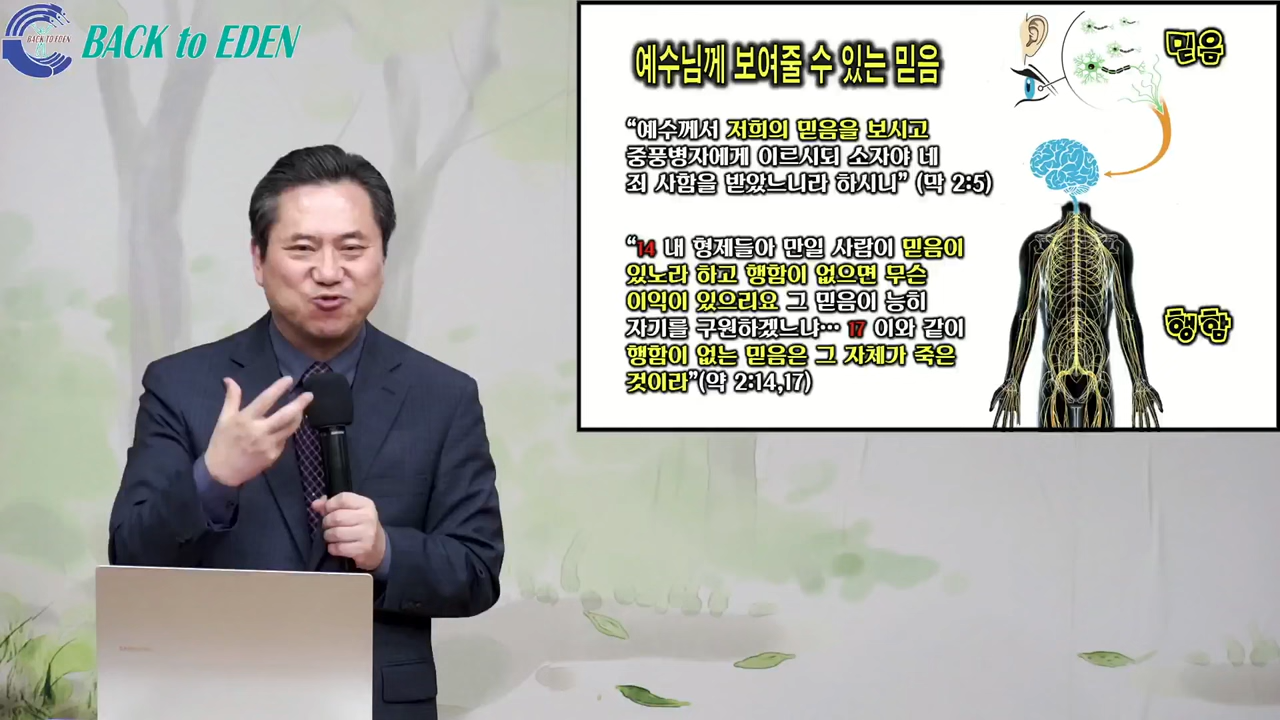 BACK TO EDEN
BACK to EDEN
예수님께 보여줄 수 있는 믿음
“예수께서 저희의 믿음을 보시고
중풍병자에게 이르시되 소자야 네
죄 사함을 받았느니라 하시니” (막 2:5)
“14 내 형제들아 만일 사람이 믿음이
있노라 하고 행함이 없으면 무슨
이익이 있으리요 그 믿음이 능히
자기를 구원하겠느냐… 17 이와 같이
행함이 없는 믿음은 그 자체가 죽은
것이라”(약 2:14,17)
믿음
행함